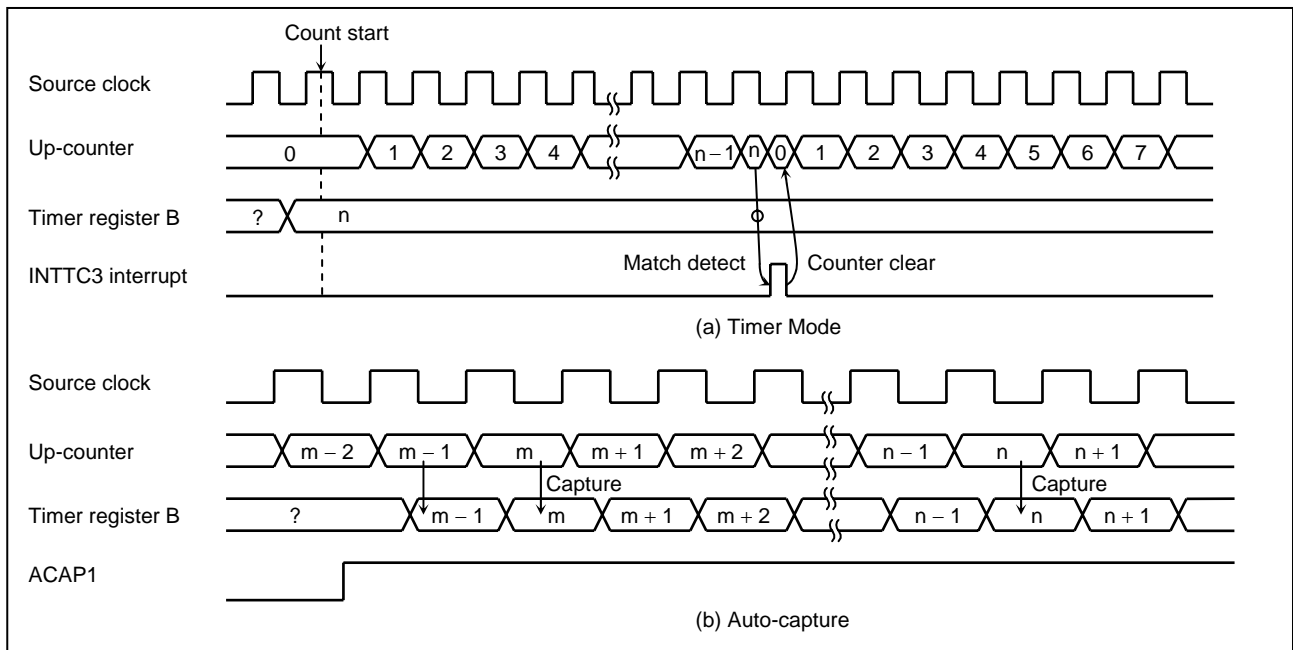 Count start
Source clock
Up-counter 0 1 2 3 4 n − 1 n 0 1 2 3 4 5 6 7
Timer register B ? n
Match detect Counter clear
INTTC3 interrupt
(a) Timer Mode
Source clock
Up-counter m − 2 m − 1 m m + 1 m + 2 n − 1 n n + 1
Capture Capture
Timer register B ? m − 1 m m + 1 m + 2 n − 1 n n + 1
ACAP1
(b) Auto-capture